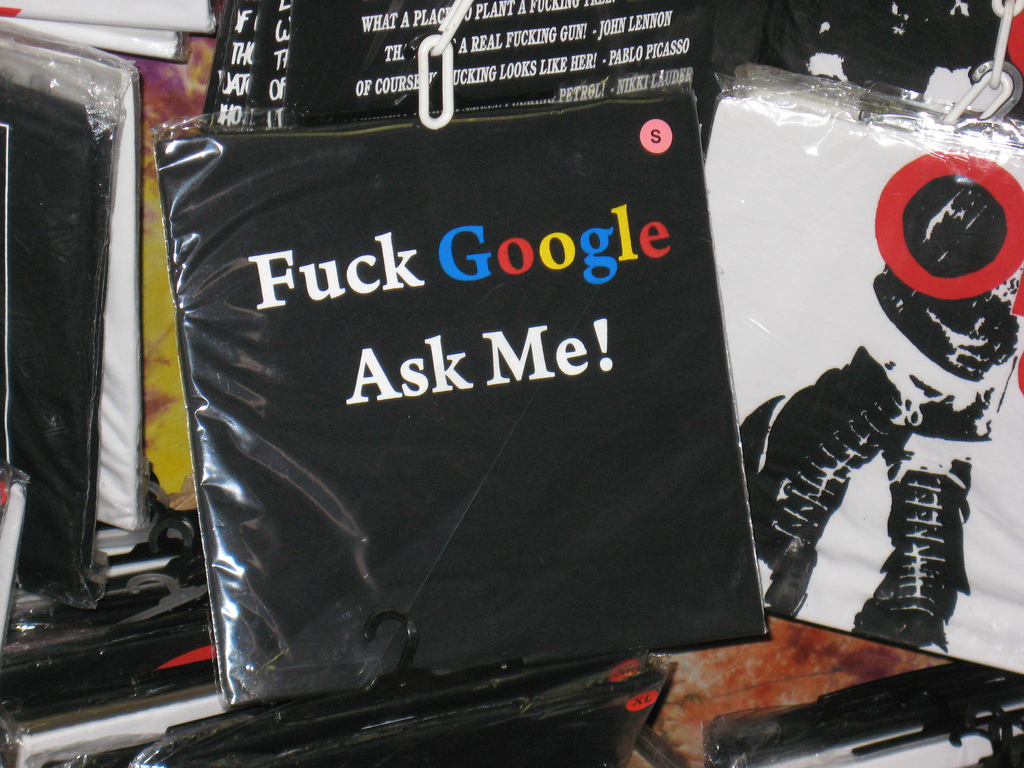 WHAT A PLACE TO PLANT A FUCKING
A REAL FUCKING GUN! - JOHN LENNON
OF COURSE FUCKING LOOKS LIKE HER! - PABLO PICASSO
PETROL! - NIKKI LAUDER
IF
S
Fuck Google
Ask Me!
XL